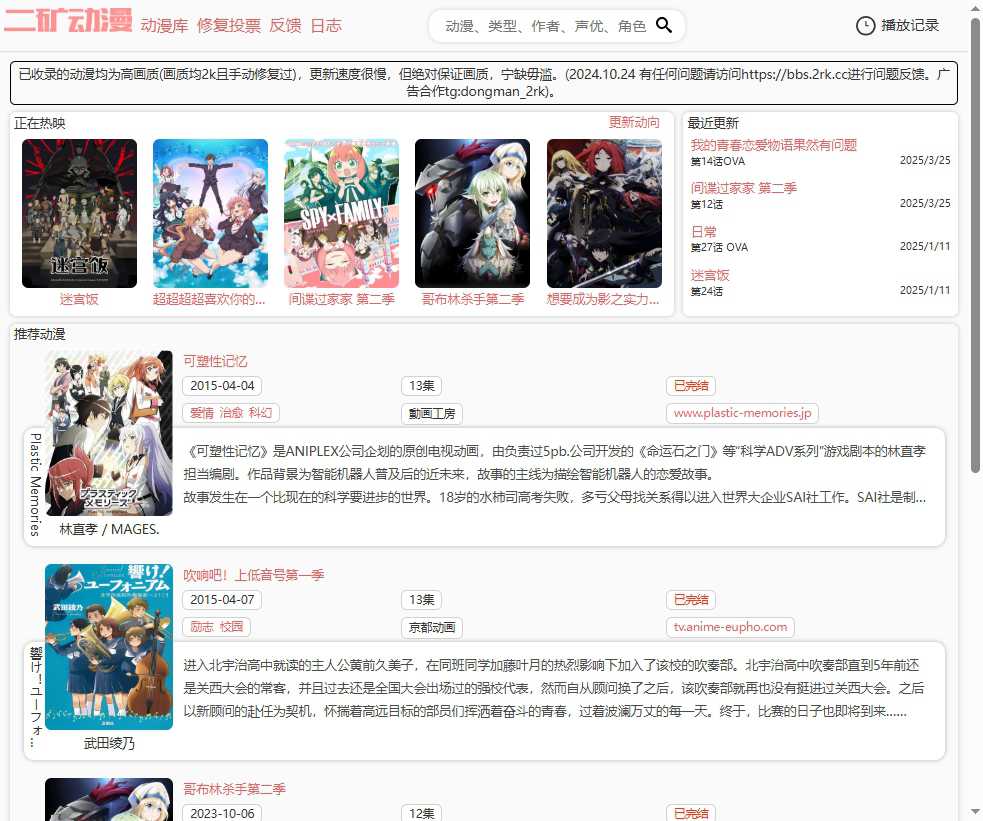 二矿动漫
动漫库 修复投票 反馈 日志
动漫、类型、作者、声优、角色
播放记录
已收录的动漫均为高画质(画质均2k且手动修复过)，更新速度很慢，但绝对保证画质，宁缺毋滥。(2024.10.24 有任何问题请访问https://bbs.2rk.cc进行问题反馈。广
告合作tg:dongman_2rk)。
正在热映
更新动向
迷宫饭
SPY×FAMILY
迷宫饭
超超超超喜欢你的...
间谍过家家 第二季
哥布林杀手第二季
想要成为影之实力...
最近更新
我的青春恋爱物语果然有问题
第14话OVA 2025/3/25
间谍过家家 第二季
第12话 2025/3/25
日常
第27话 OVA 2025/1/11
迷宫饭
第24话 2025/1/11
推荐动漫
プラスティック
メモリーズ
Plastic Memories
林直孝 / MAGES.
可塑性记忆
2015-04-04 13集 已完结
爱情 治愈 科幻 動畫工房 www.plastic-memories.jp
《可塑性记忆》是ANIPLEX公司企划的原创电视动画，由负责过5pb.公司开发的《命运石之门》等"科学ADV系列"游戏剧本的林直孝
担当编剧。作品背景为智能机器人普及后的近未来，故事的主线为描绘智能机器人的恋爱故事。
故事发生在一个比现在的科学要进步的世界。18岁的水柿司高考失败，多亏父母找关系得以进入世界大企业SAI社工作。SAI社是制...
響け!
ユーフォニアム
武田綾乃
響け！ユーフォ...
武田绫乃
吹响吧！上低音号第一季
2015-04-07 13集 已完结
励志 校园 京都动画 tv.anime-eupho.com
进入北宇治高中就读的主人公黄前久美子，在同班同学加藤叶月的热烈影响下加入了该校的吹奏部。北宇治高中吹奏部直到5年前还
是关西大会的常客，并且过去还是全国大会出场过的强校代表，然而自从顾问换了之后，该吹奏部就再也没有挺进过关西大会。之后
以新顾问的赴任为契机，怀揣着高远目标的部员们挥洒着奋斗的青春，过着波澜万丈的每一天。终于，比赛的日子也即将到来......
哥布林杀手第二季
2023-10-06 12集 已完结